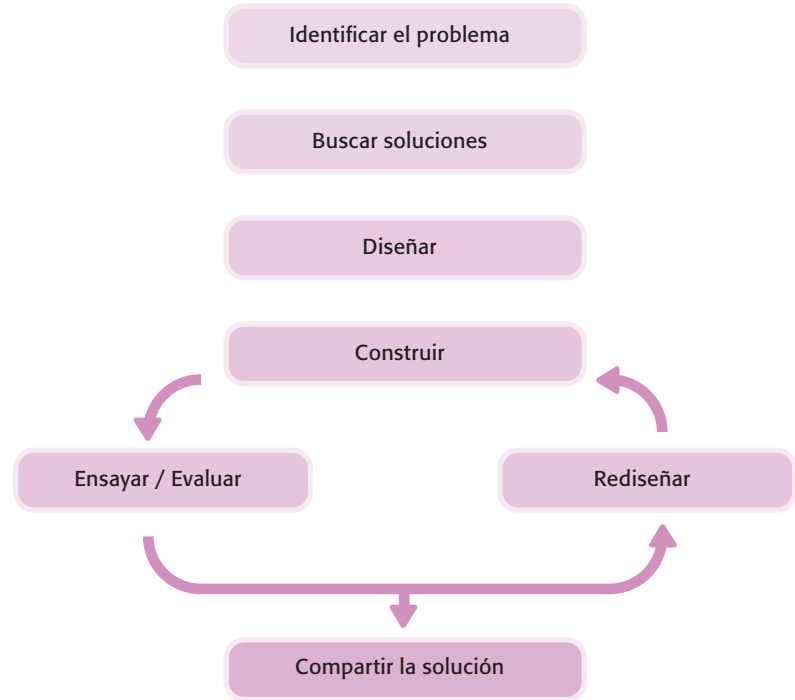 Identificar el problema
Buscar soluciones
Diseñar
Construir
Ensayar / Evaluar
Rediseñar
Compartir la solución